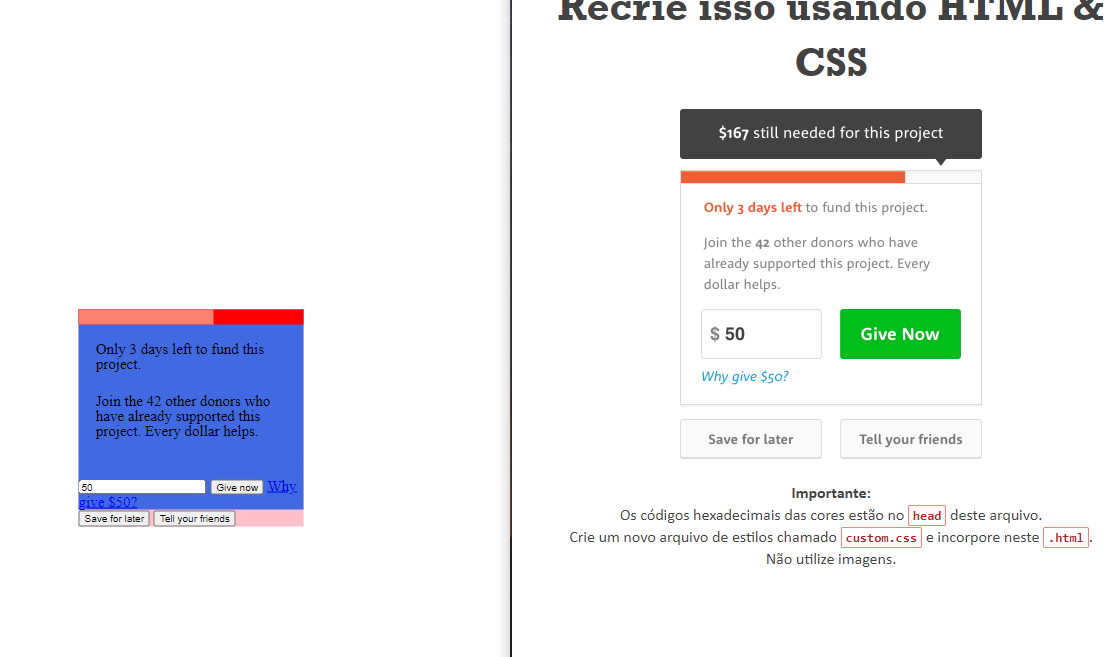 Only 3 days left to fund this
project.
Join the 42 other donors who
have already supported this
project. Every dollar helps.
50
Give now
Why
give $50?
Save for later
Tell your friends
Recrie isso usando HTML &
CSS
$167 still needed for this project
Only 3 days left to fund this project.
Join the 42 other donors who have
already supported this project. Every
dollar helps.
$ 50
Give Now
Why give $50?
Save for later
Tell your friends
Importante:
Os códigos hexadecimais das cores estão no head deste arquivo.
Crie um novo arquivo de estilos chamado custom.css e incorpore neste .html.
Não utilize imagens.